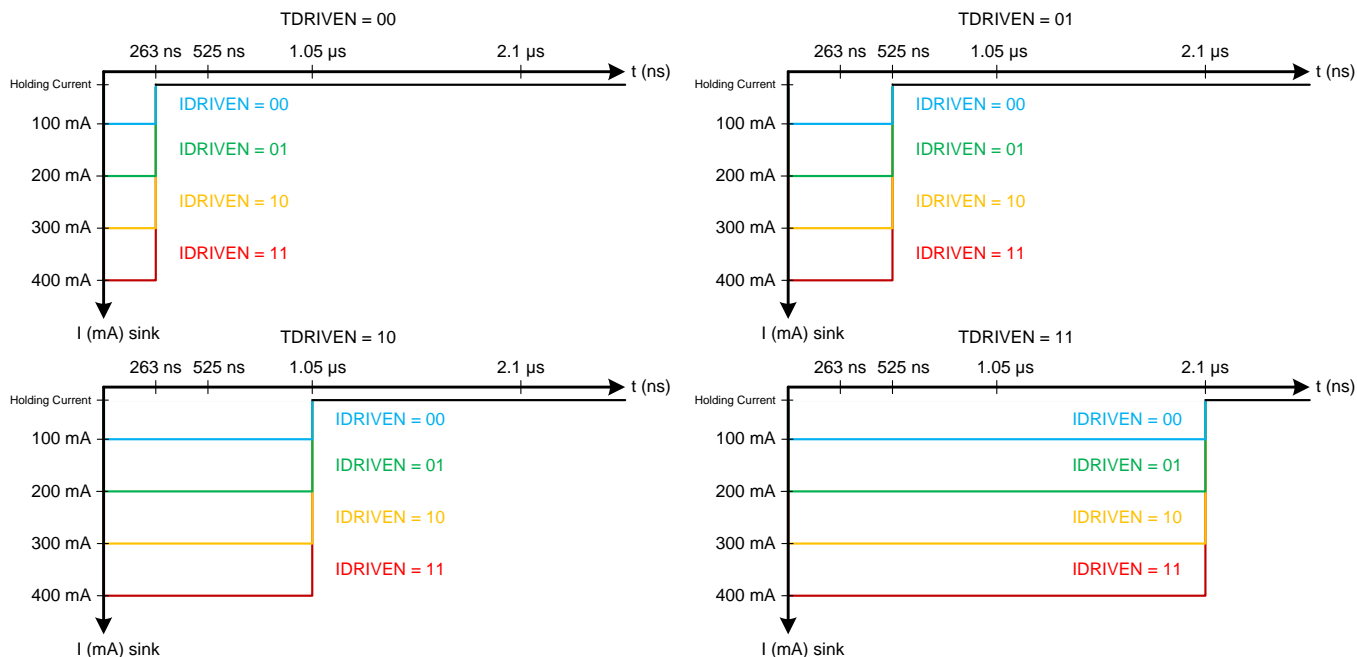 TDRIVEN = 00
263 ns 525 ns 1.05 µs 2.1 µs
t (ns)
Holding Current
IDRIVEN = 00
100 mA
IDRIVEN = 01
200 mA
IDRIVEN = 10
300 mA
IDRIVEN = 11
400 mA
I (mA) sink
TDRIVEN = 01
263 ns 525 ns 1.05 µs 2.1 µs
t (ns)
Holding Current
IDRIVEN = 00
100 mA
IDRIVEN = 01
200 mA
IDRIVEN = 10
300 mA
IDRIVEN = 11
400 mA
I (mA) sink
TDRIVEN = 10
263 ns 525 ns 1.05 µs 2.1 µs
t (ns)
Holding Current
IDRIVEN = 00
100 mA
IDRIVEN = 01
200 mA
IDRIVEN = 10
300 mA
IDRIVEN = 11
400 mA
I (mA) sink
TDRIVEN = 11
263 ns 525 ns 1.05 µs 2.1 µs
t (ns)
Holding Current
IDRIVEN = 00
100 mA
IDRIVEN = 01
200 mA
IDRIVEN = 10
300 mA
IDRIVEN = 11
400 mA
I (mA) sink